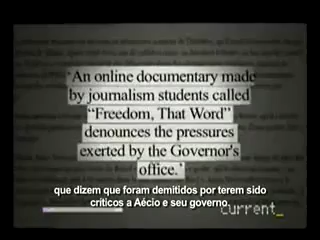 'An online documentary made
by journalism students called
“Freedom, That Word”
denounces the pressures
exerted by the Governor's
office.'
que dizem que foram demitidos por terem sido
críticos a Aécio e seu governo.
current_